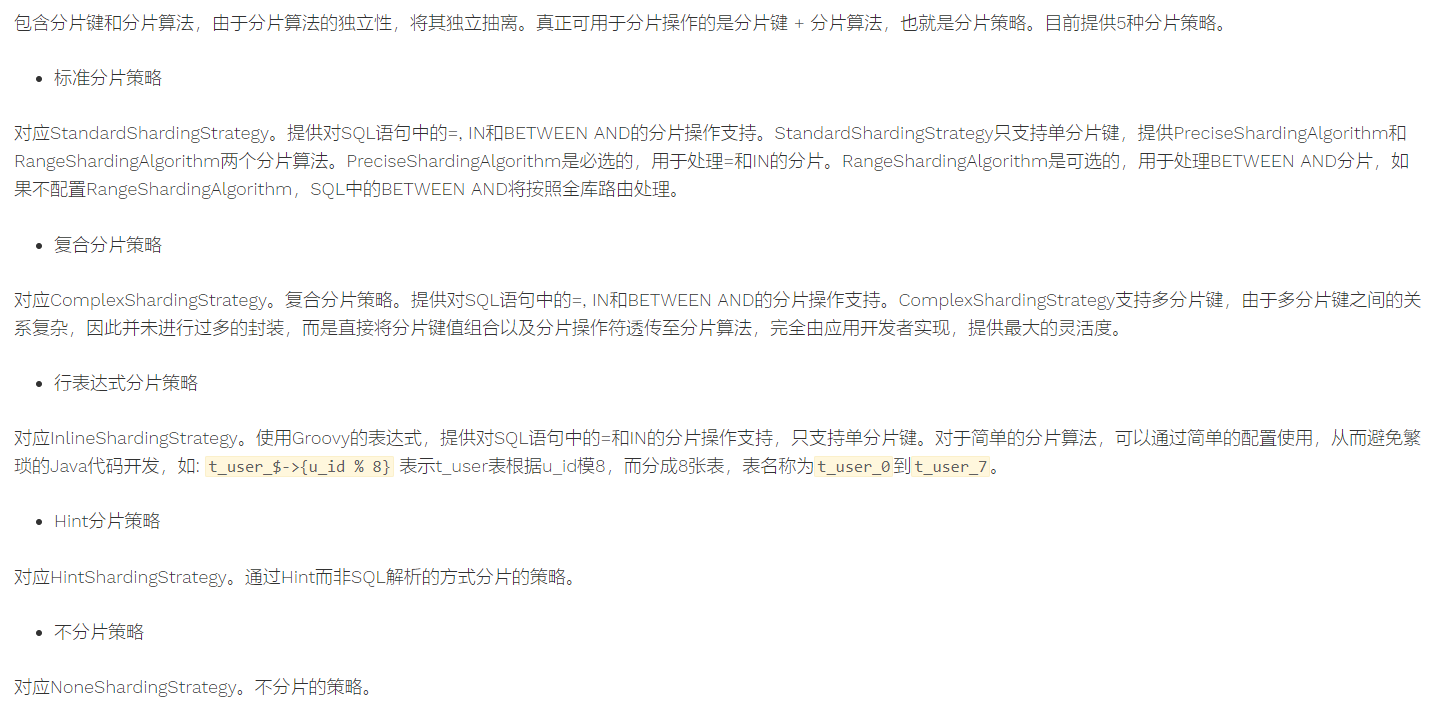 包含分片键和分片算法，由于分片算法的独立性，将其独立抽离。真正可用于分片操作的是分片键 + 分片算法，也就是分片策略。目前提供5种分片策略。
• 标准分片策略
对应StandardShardingStrategy。提供对SQL语句中的=, IN和BETWEEN AND的分片操作支持。StandardShardingStrategy只支持单分片键，提供PreciseShardingAlgorithm和
RangeShardingAlgorithm两个分片算法。PreciseShardingAlgorithm是必选的，用于处理=和IN的分片。RangeShardingAlgorithm是可选的，用于处理BETWEEN AND分片，如
果不配置RangeShardingAlgorithm，SQL中的BETWEEN AND将按照全库路由处理。
• 复合分片策略
对应ComplexShardingStrategy。复合分片策略。提供对SQL语句中的=, IN和BETWEEN AND的分片操作支持。ComplexShardingStrategy支持多分片键，由于多分片键之间的关
系复杂，因此并未进行过多的封装，而是直接将分片键值组合以及分片操作符透传至分片算法，完全由应用开发者实现，提供最大的灵活度。
• 行表达式分片策略
对应InlineShardingStrategy。使用Groovy的表达式，提供对SQL语句中的=和IN的分片操作支持，只支持单分片键。对于简单的分片算法，可以通过简单的配置使用，从而避免繁
琐的Java代码开发，如: t_user_$->{u_id % 8} 表示t_user表根据u_id模8，而分成8张表，表名称为t_user_0到t_user_7。
• Hint分片策略
对应HintShardingStrategy。通过Hint而非SQL解析的方式分片的策略。
• 不分片策略
对应NoneShardingStrategy。不分片的策略。